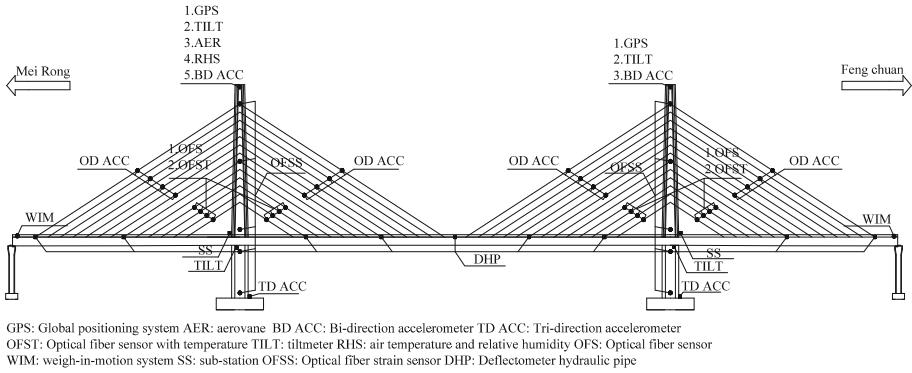 1.GPS
2.TILT
3.AER
4.RHS
5.BD ACC
1.GPS
2.TILT
3.BD ACC
Mei Rong
Feng chuan
OD ACC
1.OFS
2.OFST
OFSS
OD ACC
OD ACC
OFSS
1.OFS
2.OFST
OD ACC
WIM
WIM
SS
TILT
DHP
SS
TILT
TD ACC
TD ACC
GPS: Global positioning system AER: aerovane BD ACC: Bi-direction accelerometer TD ACC: Tri-direction accelerometer
OFST: Optical fiber sensor with temperature TILT: tiltmeter RHS: air temperature and relative humidity OFS: Optical fiber sensor
WIM: weigh-in-motion system SS: sub-station OFSS: Optical fiber strain sensor DHP: Deflectometer hydraulic pipe